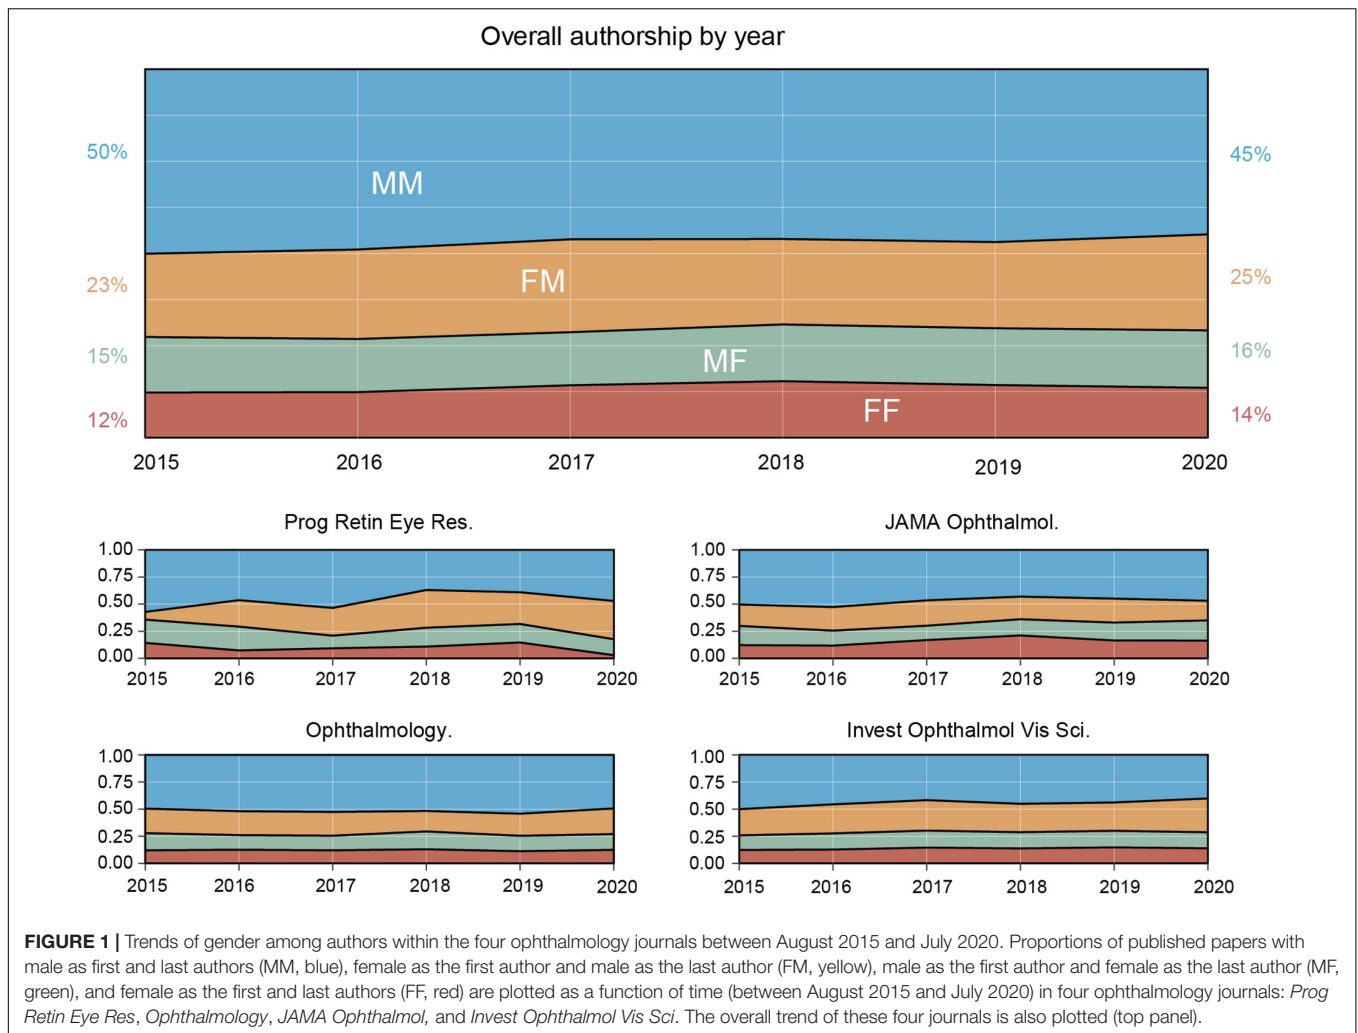 Overall authorship by year
50%
MM
45%
23%
FM
25%
15%
MF
16%
12%
FF
14%
2015 2016 2017 2018 2019 2020
Prog Retin Eye Res.
1.00
0.75
0.50
0.25
0.00
2015 2016 2017 2018 2019 2020
JAMA Ophthalmol.
1.00
0.75
0.50
0.25
0.00
2015 2016 2017 2018 2019 2020
Ophthalmology.
1.00
0.75
0.50
0.25
0.00
2015 2016 2017 2018 2019 2020
Invest Ophthalmol Vis Sci.
1.00
0.75
0.50
0.25
0.00
2015 2016 2017 2018 2019 2020
FIGURE 1 | Trends of gender among authors within the four ophthalmology journals between August 2015 and July 2020. Proportions of published papers with
male as first and last authors (MM, blue), female as the first author and male as the last author (FM, yellow), male as the first author and female as the last author (MF,
green), and female as the first and last authors (FF, red) are plotted as a function of time (between August 2015 and July 2020) in four ophthalmology journals: Prog
Retin Eye Res, Ophthalmology, JAMA Ophthalmol, and Invest Ophthalmol Vis Sci. The overall trend of these four journals is also plotted (top panel).